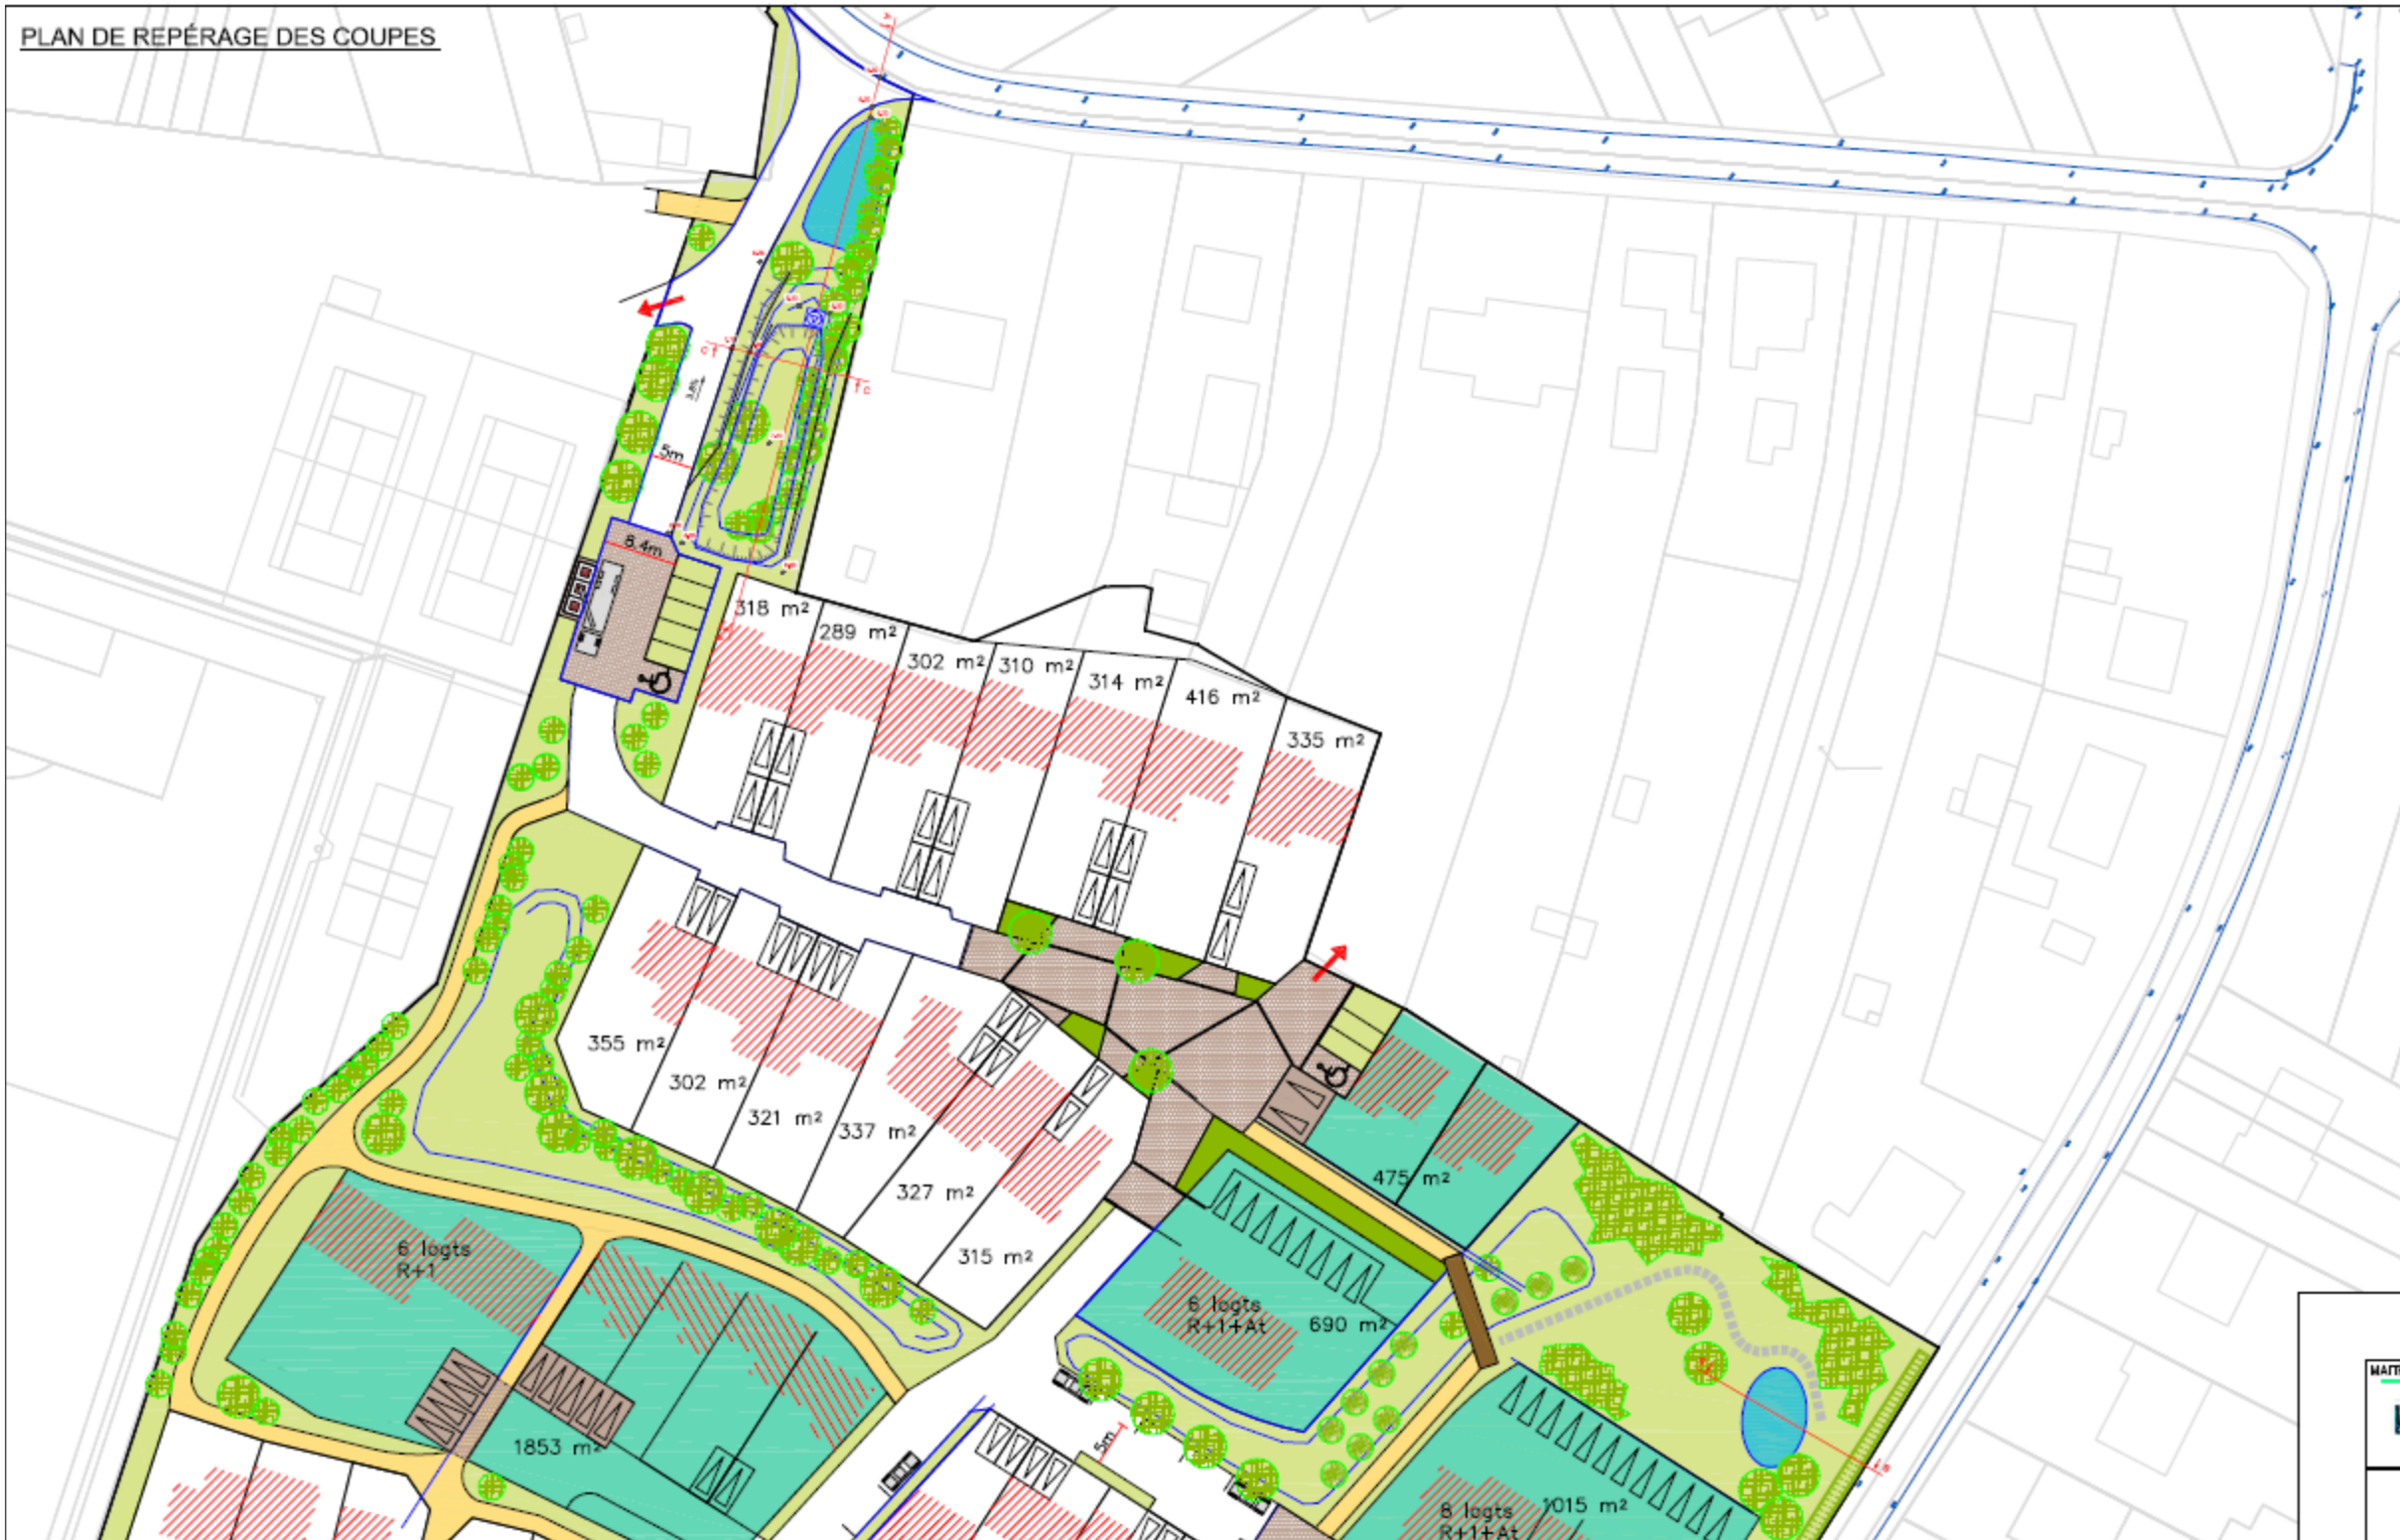 PLAN DE REPÉRAGE DES COUPES
5m
8.4m
318 m²
289 m²
302 m²
310 m²
314 m²
416 m²
335 m²
355 m²
302 m²
321 m²
337 m²
327 m²
315 m²
475 m²
6 logts
R+1
6 logts
R+1+At
690 m²
1853 m²
5m
8 logts
R+1+At
1015 m²